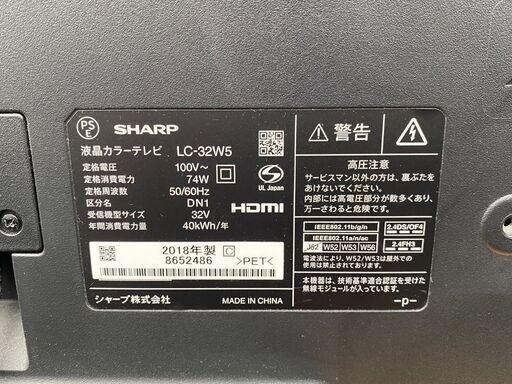 PS
E
SHARP
液晶カラーテレビ LC-32W5
定格電圧 100V~
定格消費電力 74W
定格周波数 50/60Hz
区分名 DN1
受信機型サイズ 32V
年間消費電力量 40kWh/年
UL Japan
HDMI
2018年製 C
8652486 >PET<
シャープ株式会社 MADE IN CHINA
警告
高圧注意
サービスマン以外の方は、裏ぶたを
あけないでください。
内部には高電圧部分が数多くあり、
万一さわると危険です。
IEEE802.11b/g/n
2.4DS/OF4
IEEE802.11a/n/ac
J52 W52 W53 W56
2.4FH3
電波法により、W52/W53は屋外での
使用は禁じられています。
本機器は、技術基準適合認証を受けた
無線モジュールが入っています。
-p-